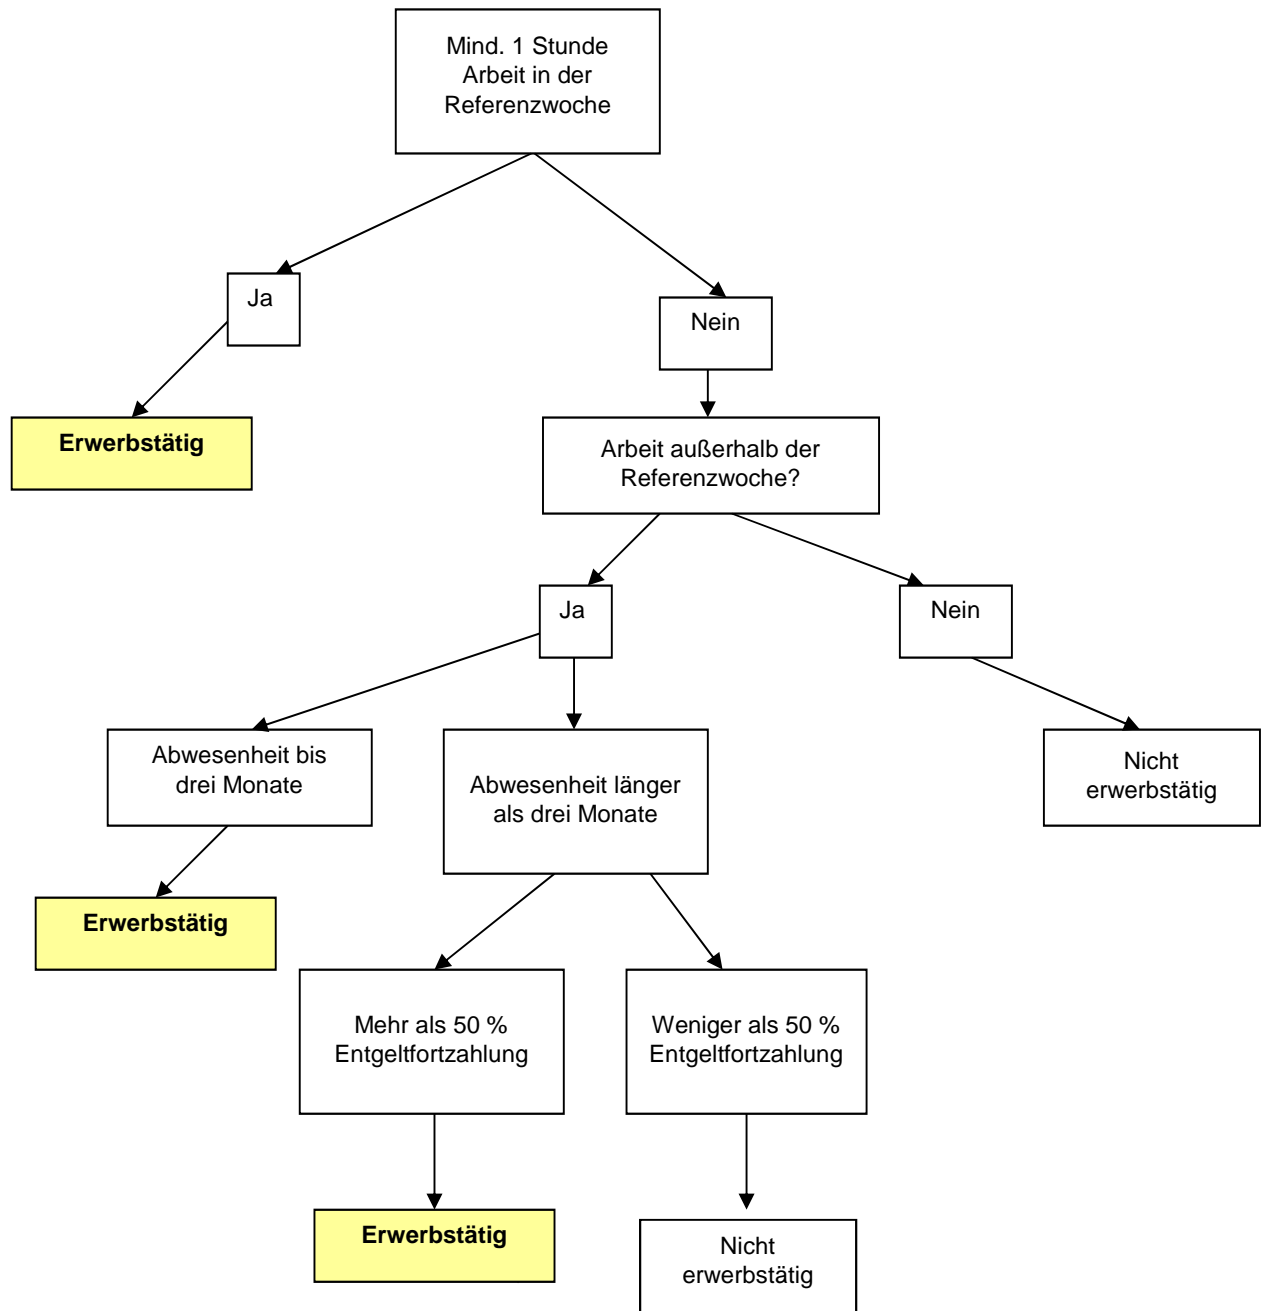 Mind. 1 Stunde
Arbeit in der
Referenzwoche
Ja
Nein
Erwerbstätig
Arbeit außerhalb der
Referenzwoche?
Ja
Nein
Abwesenheit bis
drei Monate
Abwesenheit länger
als drei Monate
Nicht
erwerbstätig
Erwerbstätig
Mehr als 50 %
Entgeltfortzahlung
Weniger als 50 %
Entgeltfortzahlung
Erwerbstätig
Nicht
erwerbstätig